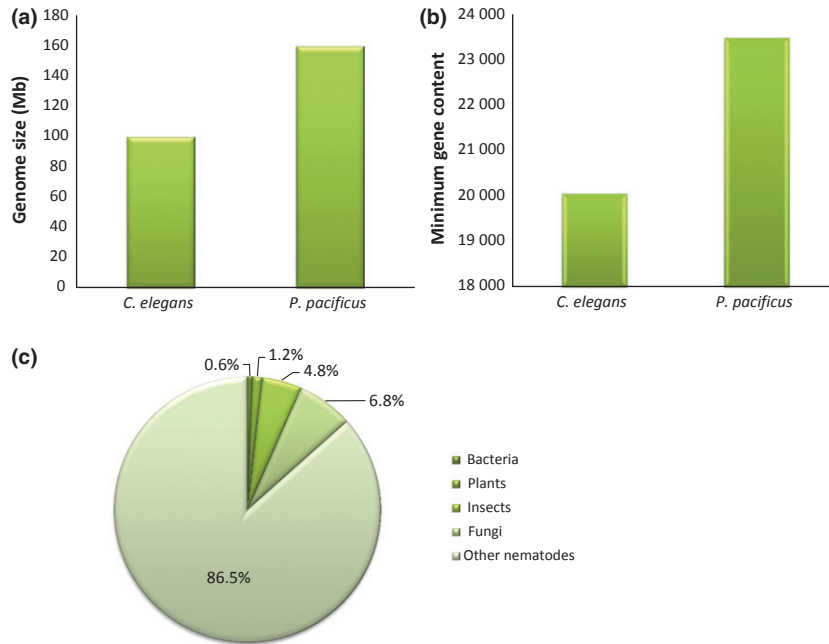 (a)
Genome size (Mb)
180
160
140
120
100
80
60
40
20
0
C. elegans
P. pacificus
(b)
Minimum gene content
24 000
23 000
22 000
21 000
20 000
19 000
18 000
C. elegans
P. pacificus
(c)
0.6%
1.2%
4.8%
6.8%
86.5%
Bacteria
Plants
Insects
Fungi
Other nematodes